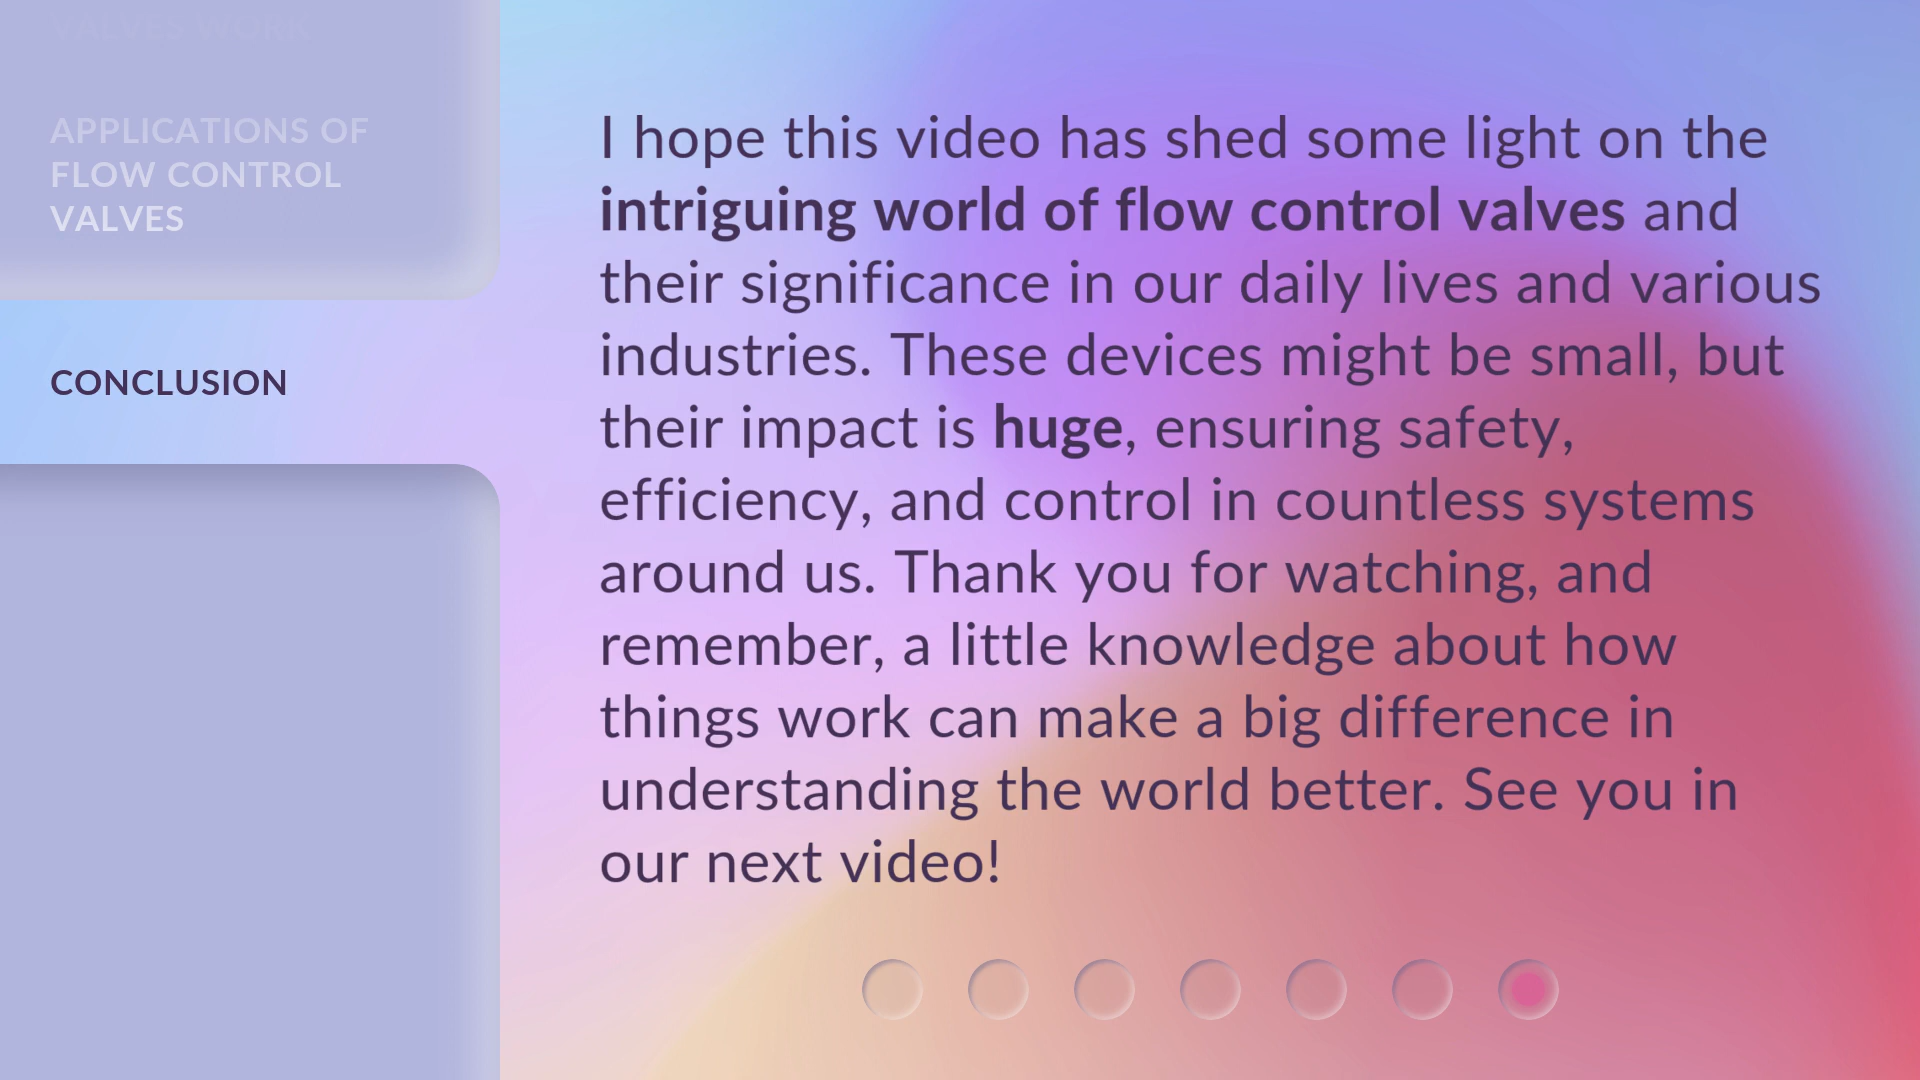 VALVES WORK
APPLICATIONS OF
FLOW CONTROL
VALVES
CONCLUSION
I hope this video has shed some light on the
intriguing world of flow control valves and
their significance in our daily lives and various
industries. These devices might be small, but
their impact is huge, ensuring safety,
efficiency, and control in countless systems
around us. Thank you for watching, and
remember, a little knowledge about how
things work can make a big difference in
understanding the world better. See you in
our next video!